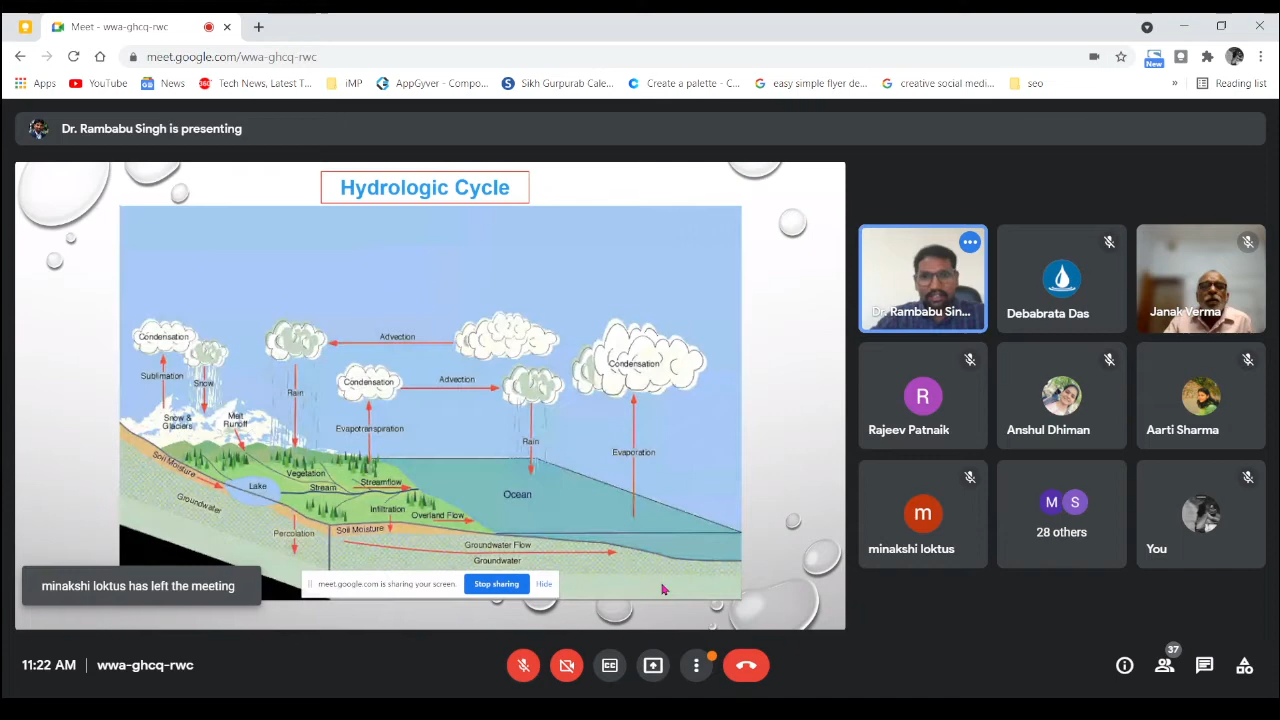 Meet - wwa-ghcq-rwc
meet.google.com/wwa-ghcq-rwc
New
Apps
YouTube
News
Tech News, Latest T...
iMP
AppGyver - Compo...
Sikh Gurpurab Cale...
Create a palette - C...
easy simple flyer de...
creative social medi...
seo
»
Reading list
Dr. Rambabu Singh is presenting
Hydrologic Cycle
Condensation
Sublimation
Snow
Snow &
Glaciers
Melt
Runoff
Rain
Advection
Condensation
Advection
Evapotranspiration
Rain
Condensation
Evaporation
Soil Moisture
Groundwater
Lake
Vegetation
Stream
Streamflow
Infiltration
Overland Flow
Ocean
Percolation
Soil Moisture
Groundwater Flow
Groundwater
meet.google.com is sharing your screen.
Stop sharing
Hide
minakshi loktus has left the meeting
Dr. Rambabu Sin...
Debabrata Das
Janak Verma
R
Rajeev Patnaik
Anshul Dhiman
Aarti Sharma
m
minakshi loktus
M S
28 others
You
11:22 AM | wwa-ghcq-rwc
CC
37